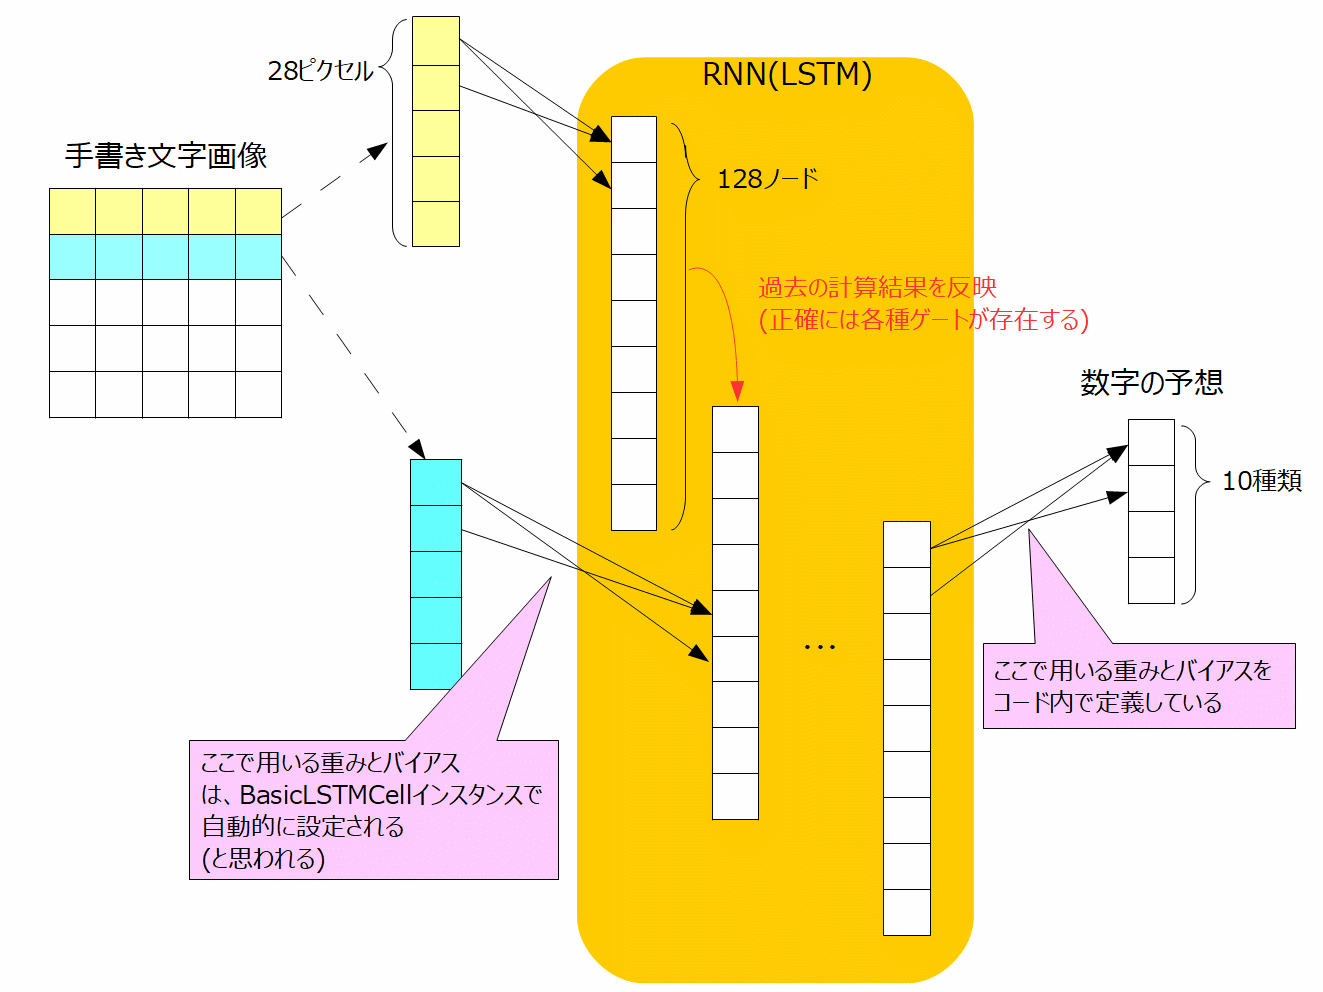 RNN(LSTM)
28ピクセル
手書き文字画像
128ノード
過去の計算結果を反映
(正確には各種ゲートが存在する)
数字の予想
10種類
...
ここで用いる重みとバイアスを
コード内で定義している
ここで用いる重みとバイアス
は、BasicLSTMCellインスタンスで
自動的に設定される
(と思われる)